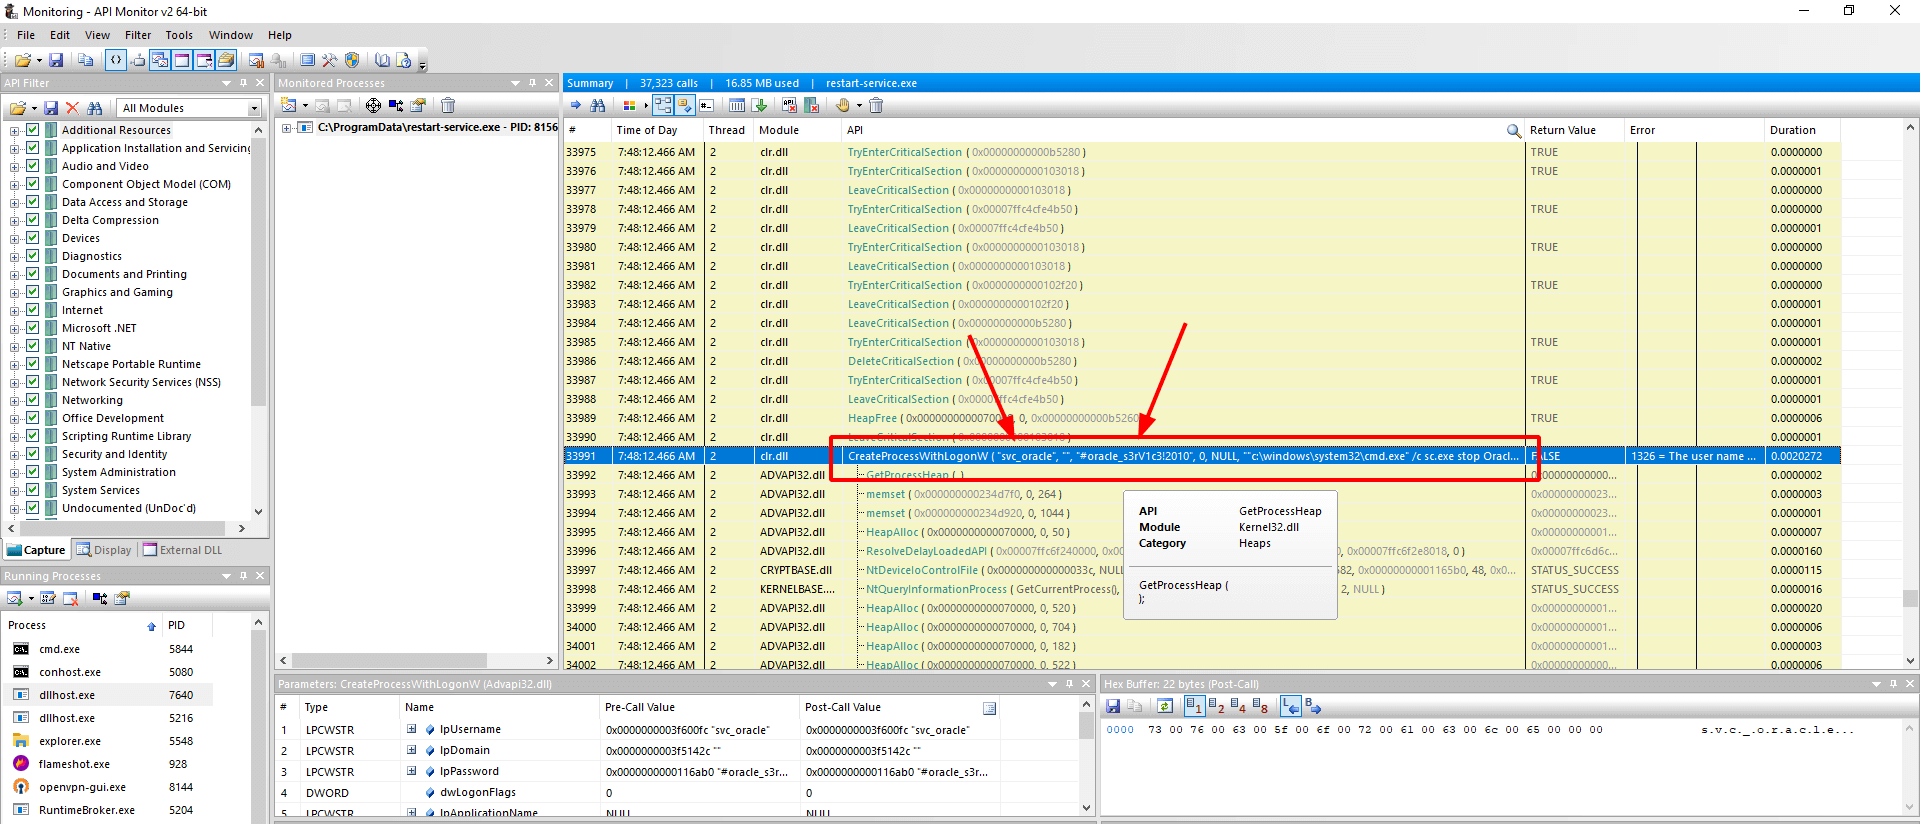 Monitoring - API Monitor v2 64-bit
File Edit View Filter Tools Window Help
API Filter
All Modules
Additional Resources
Application Installation and Servicing
Audio and Video
Component Object Model (COM)
Data Access and Storage
Delta Compression
Devices
Diagnostics
Documents and Printing
Graphics and Gaming
Internet
Microsoft .NET
NT Native
Netscape Portable Runtime
Network Security Services (NSS)
Networking
Office Development
Scripting Runtime Library
Security and Identity
System Administration
System Services
Undocumented (UnDoc'd)
Capture Display External DLL
Running Processes
Process PID
cmd.exe 5844
conhost.exe 5080
dllhost.exe 7640
dllhost.exe 5216
explorer.exe 5548
flameshot.exe 928
openvpn-gui.exe 8144
RuntimeBroker.exe 5204
Monitored Processes
C:\ProgramData\restart-service.exe - PID: 8156
Summary | 37,323 calls | 16.85 MB used | restart-service.exe
# Time of Day Thread Module API Return Value Error Duration
33975 7:48:12.466 AM 2 clr.dll TryEnterCriticalSection ( 0x00000000000b5280 ) TRUE 0.0000000
33976 7:48:12.466 AM 2 clr.dll TryEnterCriticalSection ( 0x0000000000103018 ) TRUE 0.0000001
33977 7:48:12.466 AM 2 clr.dll LeaveCriticalSection ( 0x0000000000103018 ) 0.0000000
33978 7:48:12.466 AM 2 clr.dll TryEnterCriticalSection ( 0x00007ffc4cfe4b50 ) TRUE 0.0000000
33979 7:48:12.466 AM 2 clr.dll LeaveCriticalSection ( 0x00007ffc4cfe4b50 ) 0.0000001
33980 7:48:12.466 AM 2 clr.dll TryEnterCriticalSection ( 0x0000000000103018 ) TRUE 0.0000000
33981 7:48:12.466 AM 2 clr.dll LeaveCriticalSection ( 0x0000000000103018 ) 0.0000001
33982 7:48:12.466 AM 2 clr.dll TryEnterCriticalSection ( 0x0000000000102f20 ) TRUE 0.0000000
33983 7:48:12.466 AM 2 clr.dll LeaveCriticalSection ( 0x0000000000102f20 ) 0.0000001
33984 7:48:12.466 AM 2 clr.dll LeaveCriticalSection ( 0x00000000000b5280 ) 0.0000001
33985 7:48:12.466 AM 2 clr.dll TryEnterCriticalSection ( 0x0000000000103018 ) TRUE 0.0000001
33986 7:48:12.466 AM 2 clr.dll DeleteCriticalSection ( 0x00000000000b5280 ) 0.0000002
33987 7:48:12.466 AM 2 clr.dll TryEnterCriticalSection ( 0x00007ffc4cfe4b50 ) TRUE 0.0000001
33988 7:48:12.466 AM 2 clr.dll LeaveCriticalSection ( 0x00007ffc4cfe4b50 ) 0.0000001
33989 7:48:12.466 AM 2 clr.dll HeapFree ( 0, 0x00000000000b5260 TRUE 0.0000006
33990 7:48:12.466 AM 2 clr.dll LeaveCriticalSection ( 0x0000000000103018 ) 0.0000001
33991 7:48:12.466 AM 2 clr.dll CreateProcessWithLogonW ( "svc_oracle", "", "#oracle_s3rV1c3!2010", 0, NULL, ""c:\windows\system32\cmd.exe" /c sc.exe stop Oracl... FALSE 1326 = The user name ... 0.0020272
33992 7:48:12.466 AM 2 ADVAPI32.dll GetProcessHeap ( ) 0x00000000000... 0.0000002
33993 7:48:12.466 AM 2 ADVAPI32.dll memset ( 0x000000000234d7f0, 0, 264 ) 0x00000000023... 0.0000003
33994 7:48:12.466 AM 2 ADVAPI32.dll memset ( 0x000000000234d920, 0, 1044 ) 0x00000000023... 0.0000001
33995 7:48:12.466 AM 2 ADVAPI32.dll HeapAlloc ( 0x0000000000070000, 0, 50 ) 0x00000000001... 0.0000007
33996 7:48:12.466 AM 2 ADVAPI32.dll ResolveDelayLoadedAPI ( 0x00007ffc6f240000, 0, 0x00007ffc6f2e8018, 0 ) 0x00007ffc6d6c... 0.0000160
33997 7:48:12.466 AM 2 CRYPTBASE.dll NtDeviceIoControlFile ( 0x000000000000033c, NULL 582, 0x00000000001165b0, 48, 0x0... STATUS_SUCCESS 0.0000115
33998 7:48:12.466 AM 2 KERNELBASE.... NtQueryInformationProcess ( GetCurrentProcess(), 2, NULL ) STATUS_SUCCESS 0.0000016
33999 7:48:12.466 AM 2 ADVAPI32.dll HeapAlloc ( 0x0000000000070000, 0, 520 ) 0x00000000001... 0.0000020
34000 7:48:12.466 AM 2 ADVAPI32.dll HeapAlloc ( 0x0000000000070000, 0, 704 ) 0x00000000001... 0.0000006
34001 7:48:12.466 AM 2 ADVAPI32.dll HeapAlloc ( 0x0000000000070000, 0, 182 ) 0x00000000001... 0.0000003
34002 7:48:12.466 AM 2 ADVAPI32.dll HeapAlloc ( 0x0000000000070000, 0, 522 ) 0x00000000000... 0.0000006
API GetProcessHeap
Module Kernel32.dll
Category Heaps
GetProcessHeap (
);
Parameters: CreateProcessWithLogonW (Advapi32.dll)
# Type Name Pre-Call Value Post-Call Value
1 LPCWSTR lpUsername 0x0000000003f600fc "svc_oracle" 0x0000000003f600fc "svc_oracle"
2 LPCWSTR lpDomain 0x0000000003f5142c "" 0x0000000003f5142c ""
3 LPCWSTR lpPassword 0x0000000000116ab0 "#oracle_s3r... 0x0000000000116ab0 "#oracle_s3r...
4 DWORD dwLogonFlags 0 0
5 LPCWSTR lpApplicationName NULL NULL
Hex Buffer: 22 bytes (Post-Call)
0000 73 00 76 00 63 00 5f 00 6f 00 72 00 61 00 63 00 6c 00 65 00 00 00 s.v.c._.o.r.a.c.l.e...